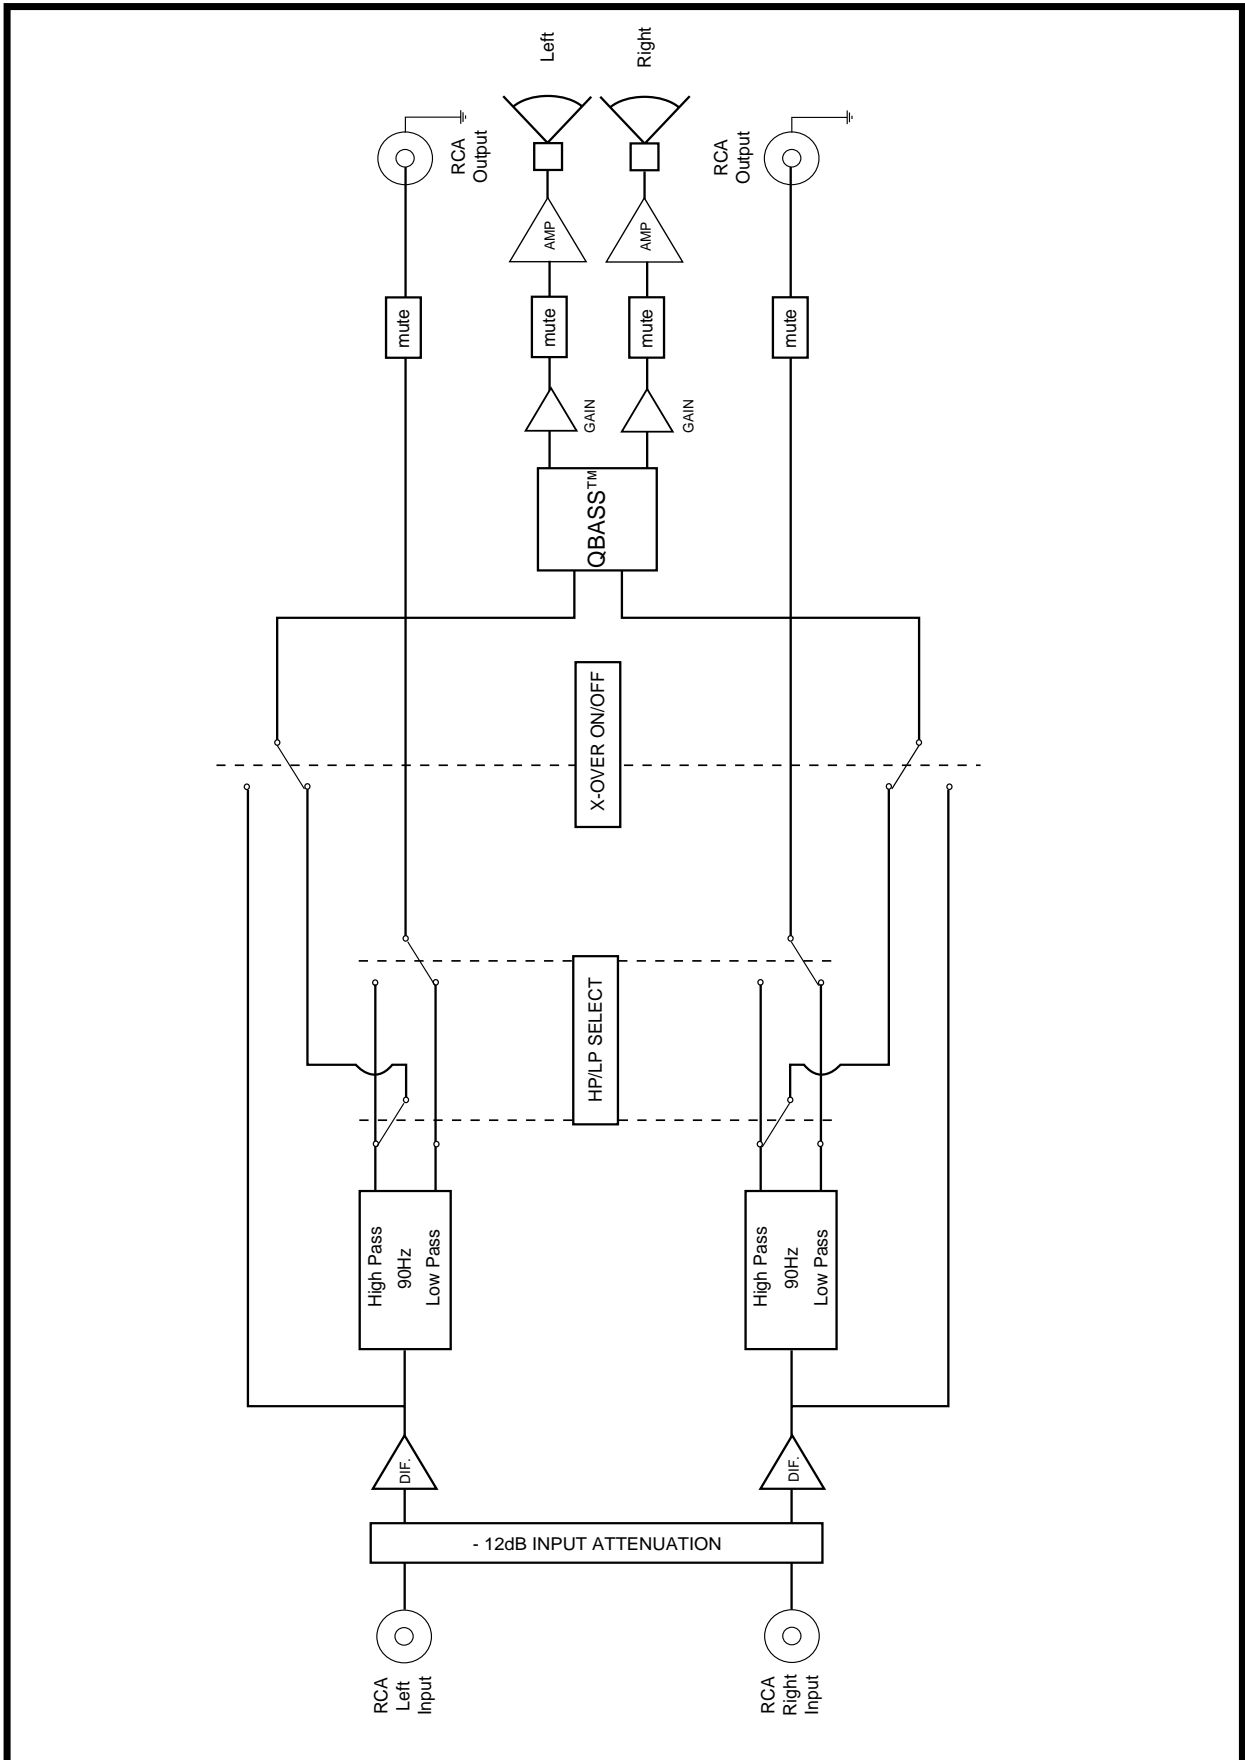 Left
Right
RCA
Output
RCA
Output
AMP
AMP
mute
mute
mute
mute
GAIN
GAIN
QBASS™
X-OVER ON/OFF
HP/LP SELECT
High Pass
90Hz
Low Pass
High Pass
90Hz
Low Pass
DIF.
DIF.
- 12dB INPUT ATTENUATION
RCA
Left
Input
RCA
Right
Input